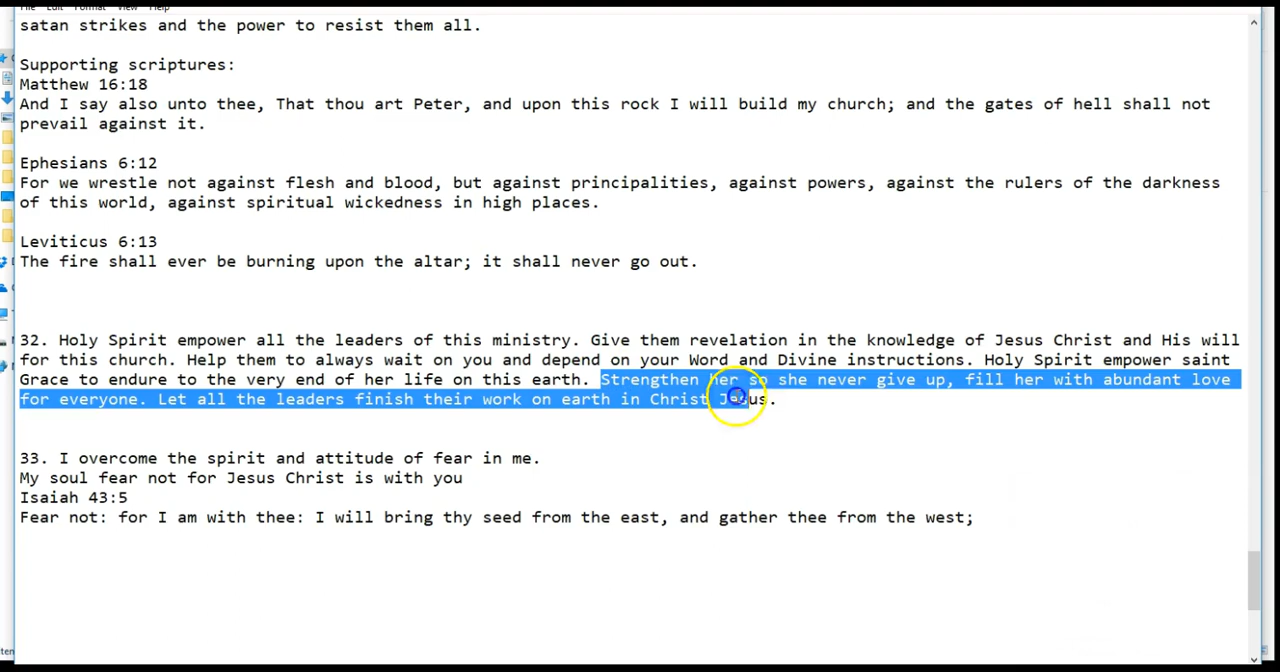 File Edit Format View Help
satan strikes and the power to resist them all.
Supporting scriptures:
Matthew 16:18
And I say also unto thee, That thou art Peter, and upon this rock I will build my church; and the gates of hell shall not
prevail against it.
Ephesians 6:12
For we wrestle not against flesh and blood, but against principalities, against powers, against the rulers of the darkness
of this world, against spiritual wickedness in high places.
Leviticus 6:13
The fire shall ever be burning upon the altar; it shall never go out.
32. Holy Spirit empower all the leaders of this ministry. Give them revelation in the knowledge of Jesus Christ and His will
for this church. Help them to always wait on you and depend on your Word and Divine instructions. Holy Spirit empower saint
Grace to endure to the very end of her life on this earth. Strengthen her so she never give up, fill her with abundant love
for everyone. Let all the leaders finish their work on earth in Christ Jesus.
33. I overcome the spirit and attitude of fear in me.
My soul fear not for Jesus Christ is with you
Isaiah 43:5
Fear not: for I am with thee: I will bring thy seed from the east, and gather thee from the west;